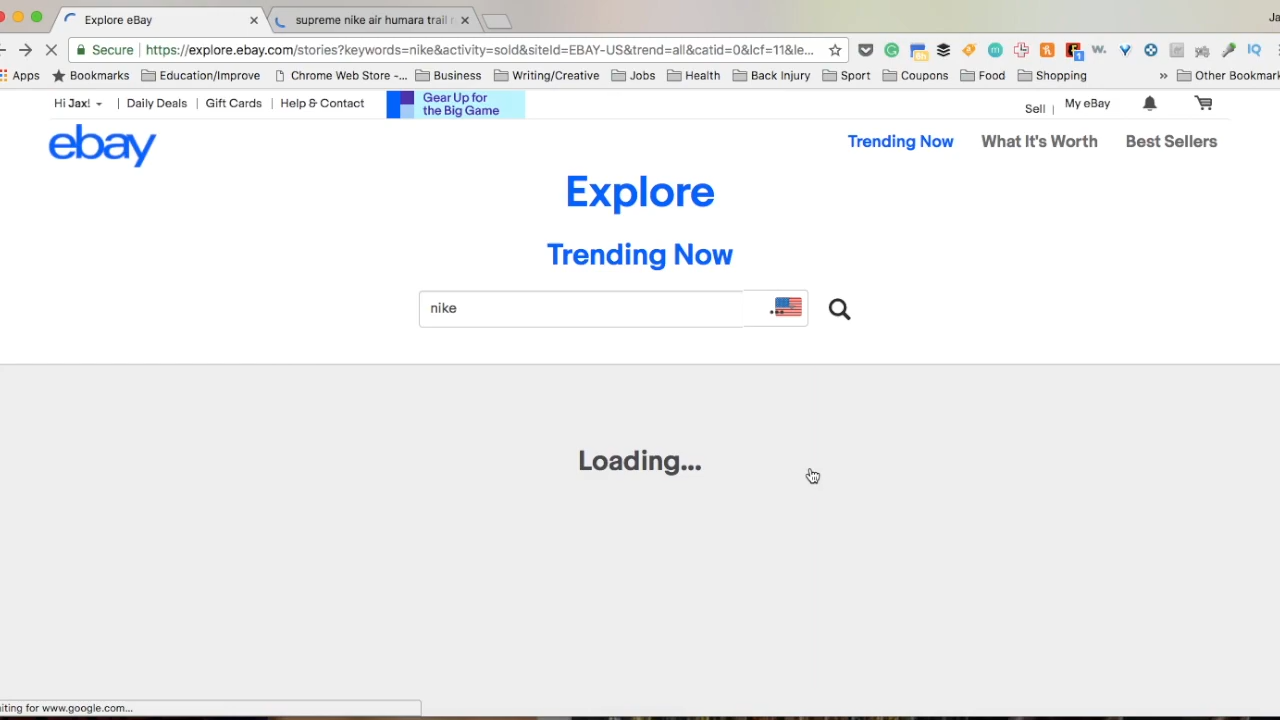 Explore eBay
supreme nike air humara trail
Secure https://explore.ebay.com/stories?keywords=nike&activity=sold&siteId=EBAY-US&trend=all&catid=0&lcf=11&le...
Apps Bookmarks Education/Improve Chrome Web Store -... Business Writing/Creative Jobs Health Back Injury Sport Coupons Food Shopping » Other Bookmark
Hi Jax! | Daily Deals | Gift Cards | Help & Contact
Gear Up for
the Big Game
Sell | My eBay
ebay
Trending Now What It's Worth Best Sellers
Explore
Trending Now
nike
Loading...
iting for www.google.com...